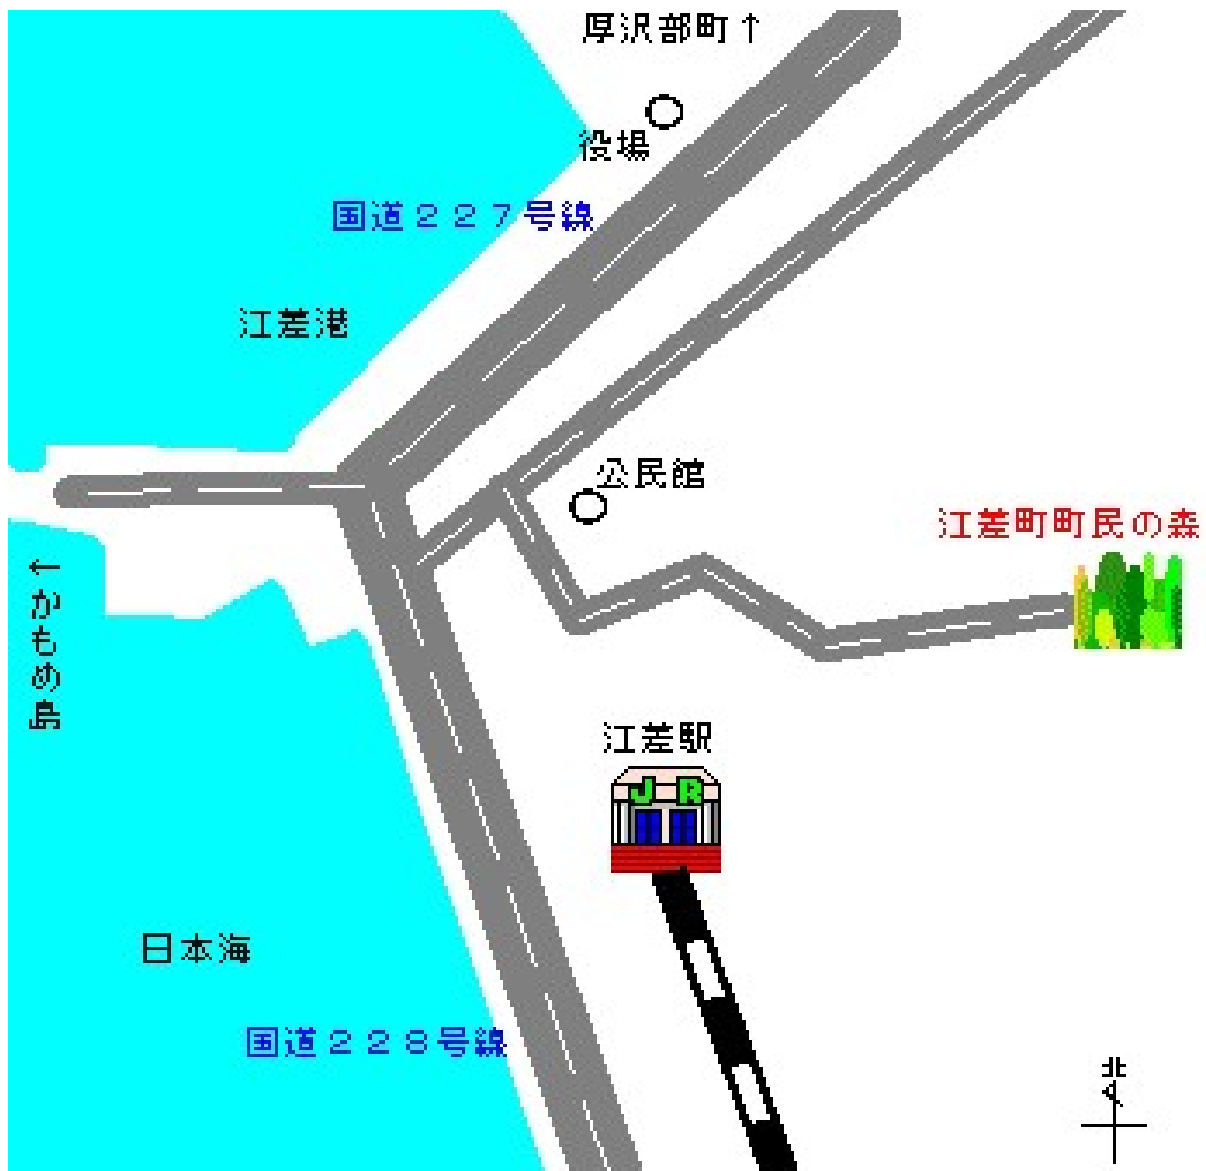 厚沢部町↑
役場
国道２２７号線
江差港
公民館
江差町町民の森
かもめ島
江差駅
JR
日本海
国道２２８号線
北